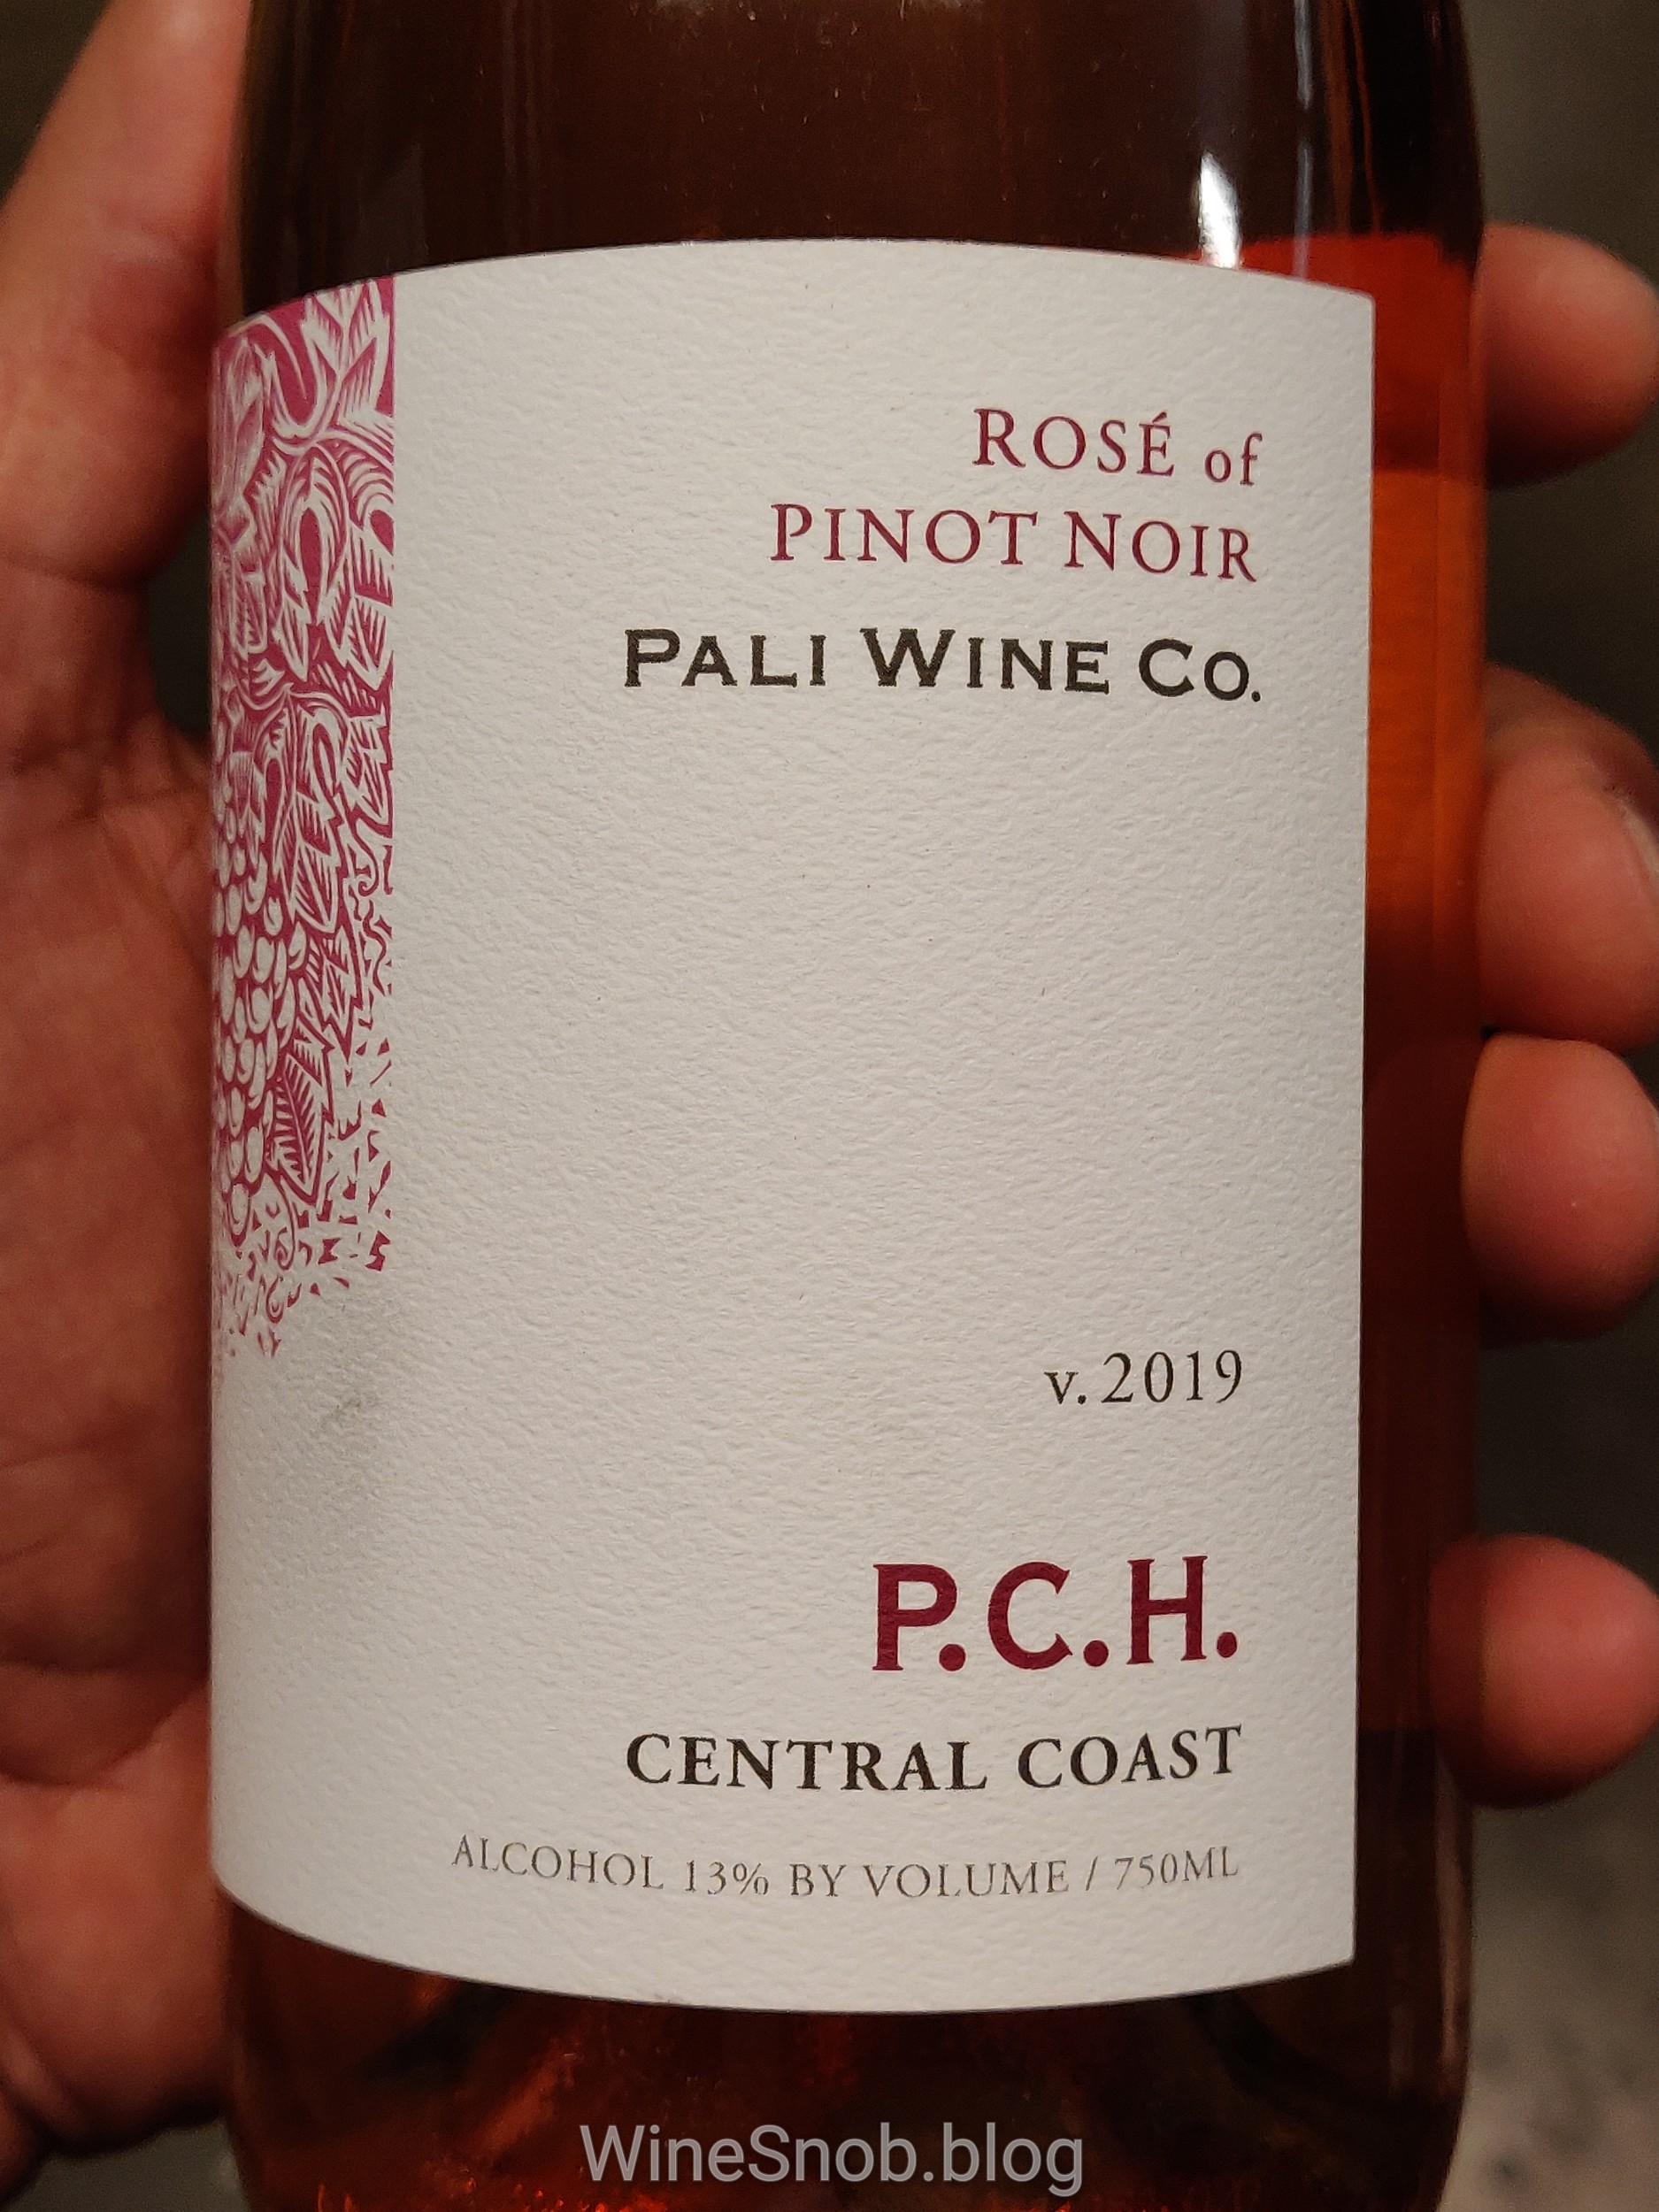 ROSÉ of
PINOT NOIR
PALI WINE CO.
v. 2019
P.C.H.
CENTRAL COAST
ALCOHOL 13% BY VOLUME / 750ML
WineSnob.blog